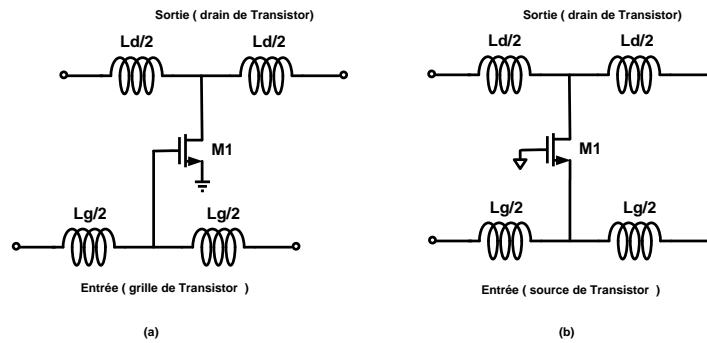 Sortie ( drain de Transistor)
Ld/2 Ld/2
M1
Lg/2 Lg/2
Entrée ( grille de Transistor )
(a)
Sortie ( drain de Transistor)
Ld/2 Ld/2
M1
Lg/2 Lg/2
Entrée ( source de Transistor )
(b)